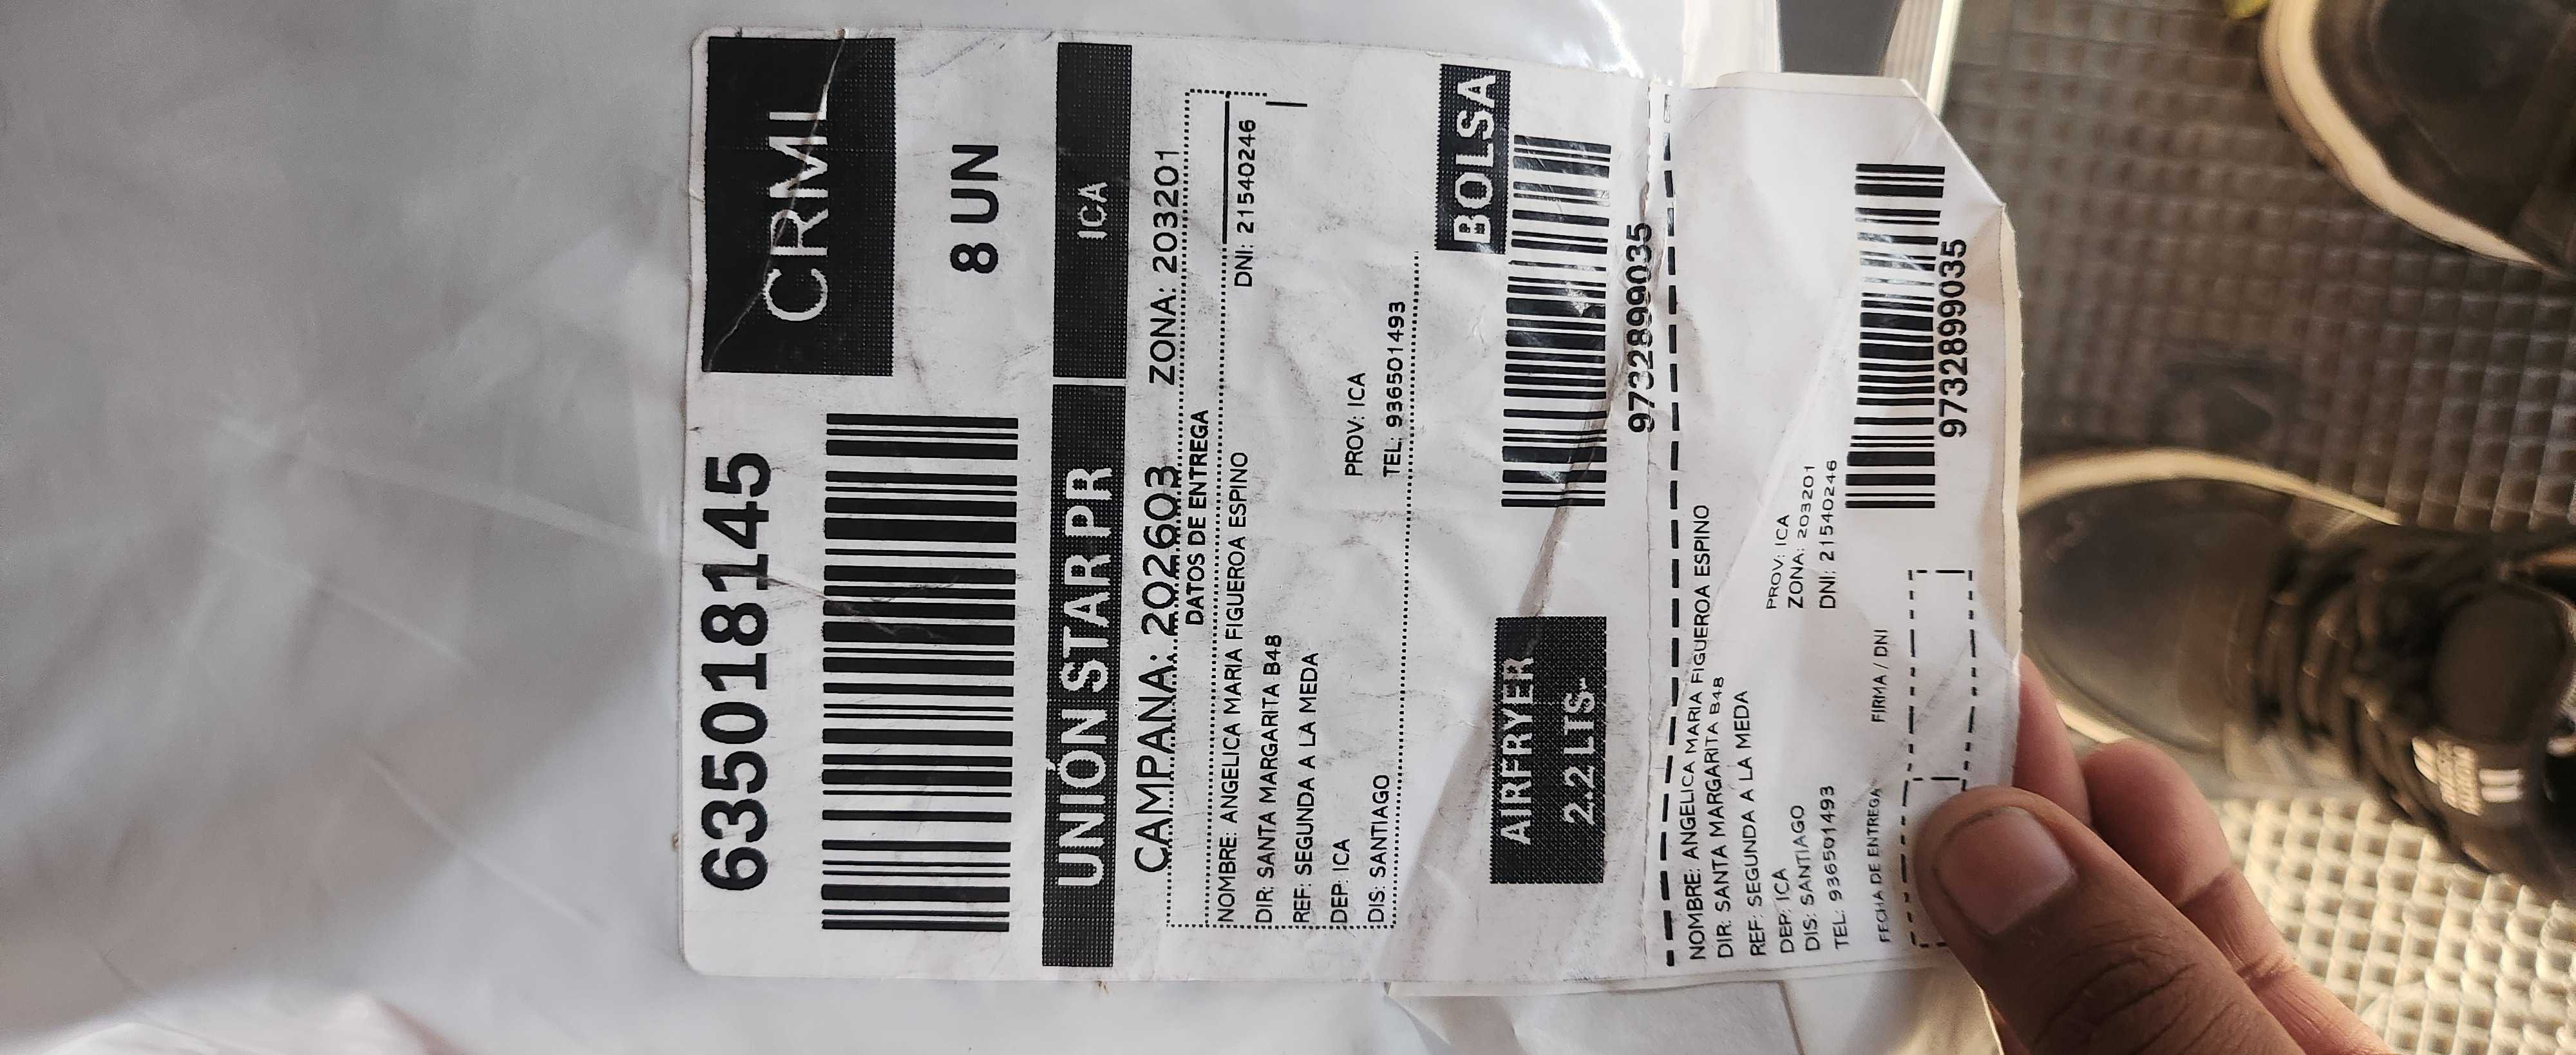 635018145
CRML
8 UN
UNIÓN STAR PR
ICA
CAMPANA: 202603 ZONA: 203201
DATOS DE ENTREGA
NOMBRE: ANGELICA MARIA FIGUEROA ESPINO
DNI: 21540246
DIR: SANTA MARGARITA B48
REF: SEGUNDA A LA MEDA
DEP: ICA PROV: ICA
DIS: SANTIAGO TEL: 936501493
BOLSA
AIRFRYER
2.2 LTS-
9732899035
NOMBRE: ANGELICA MARIA FIGUEROA ESPINO
DIR: SANTA MARGARITA B48
REF: SEGUNDA A LA MEDA
DEP: ICA PROV: ICA
DIS: SANTIAGO ZONA: 203201
TEL: 936501493 DNI: 21540246
FECHA DE ENTREGA FIRMA / DNI
9732899035